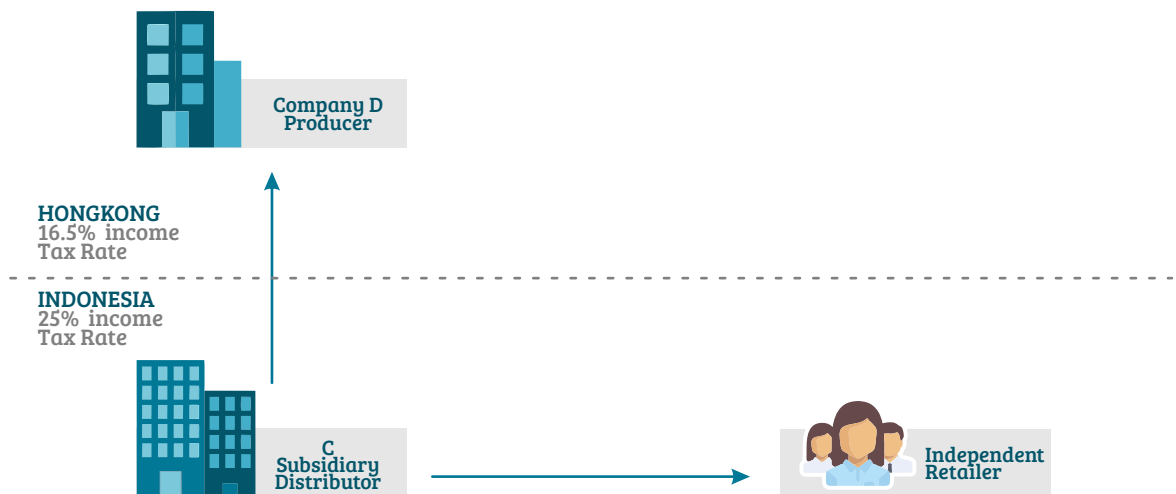 Company D
Producer
HONGKONG
16.5% income
Tax Rate
INDONESIA
25% income
Tax Rate
C
Subsidiary
Distributor
Independent
Retailer